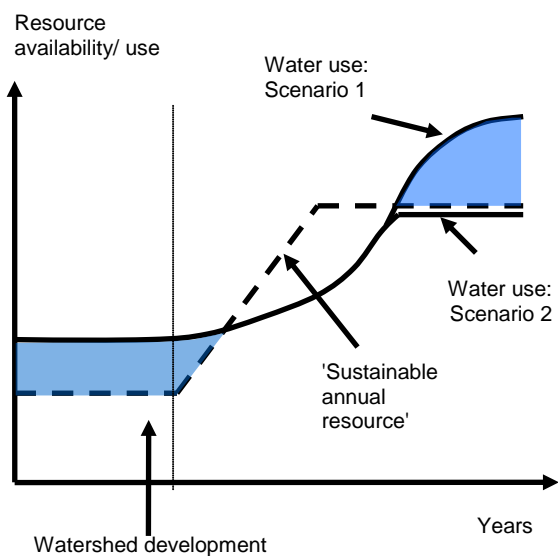 Resource
availability/ use
Water use:
Scenario 1
Water use:
Scenario 2
'Sustainable
annual
resource'
Years
Watershed development